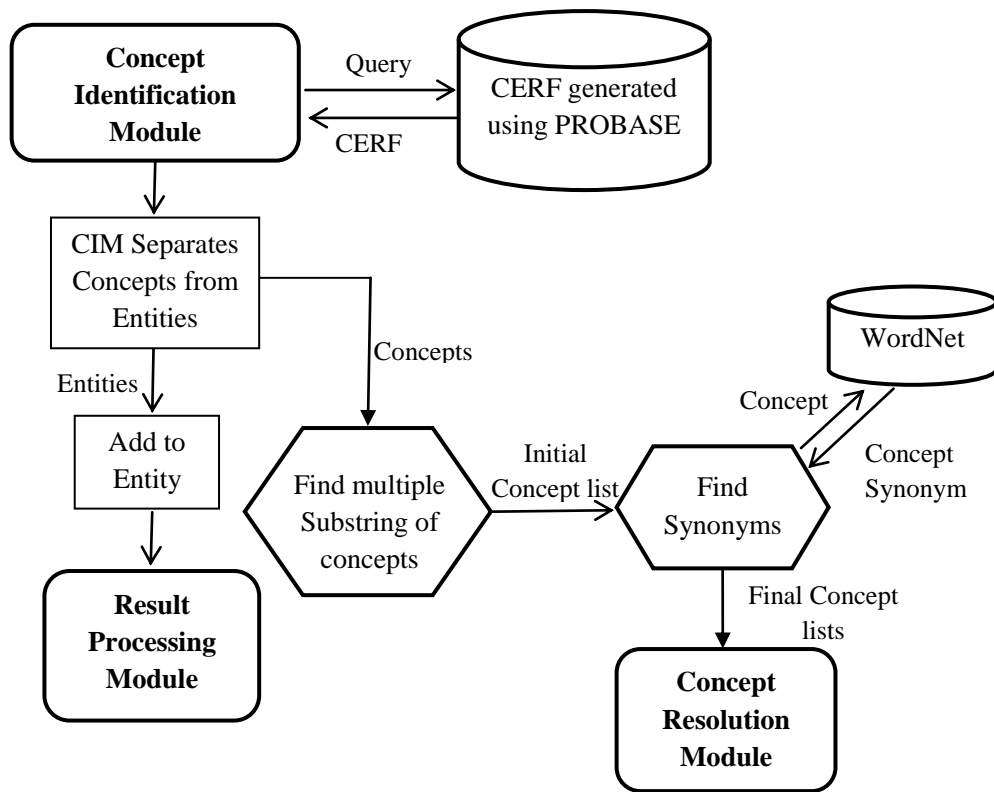 Concept
Identification
Module
Query
CERF
CERF generated
using PROBASE
CIM Separates
Concepts from
Entities
Concepts
Entities
Add to
Entity
Result
Processing
Module
Find multiple
Substring of
concepts
Initial
Concept list
Find
Synonyms
WordNet
Concept
Concept
Synonym
Final Concept
lists
Concept
Resolution
Module